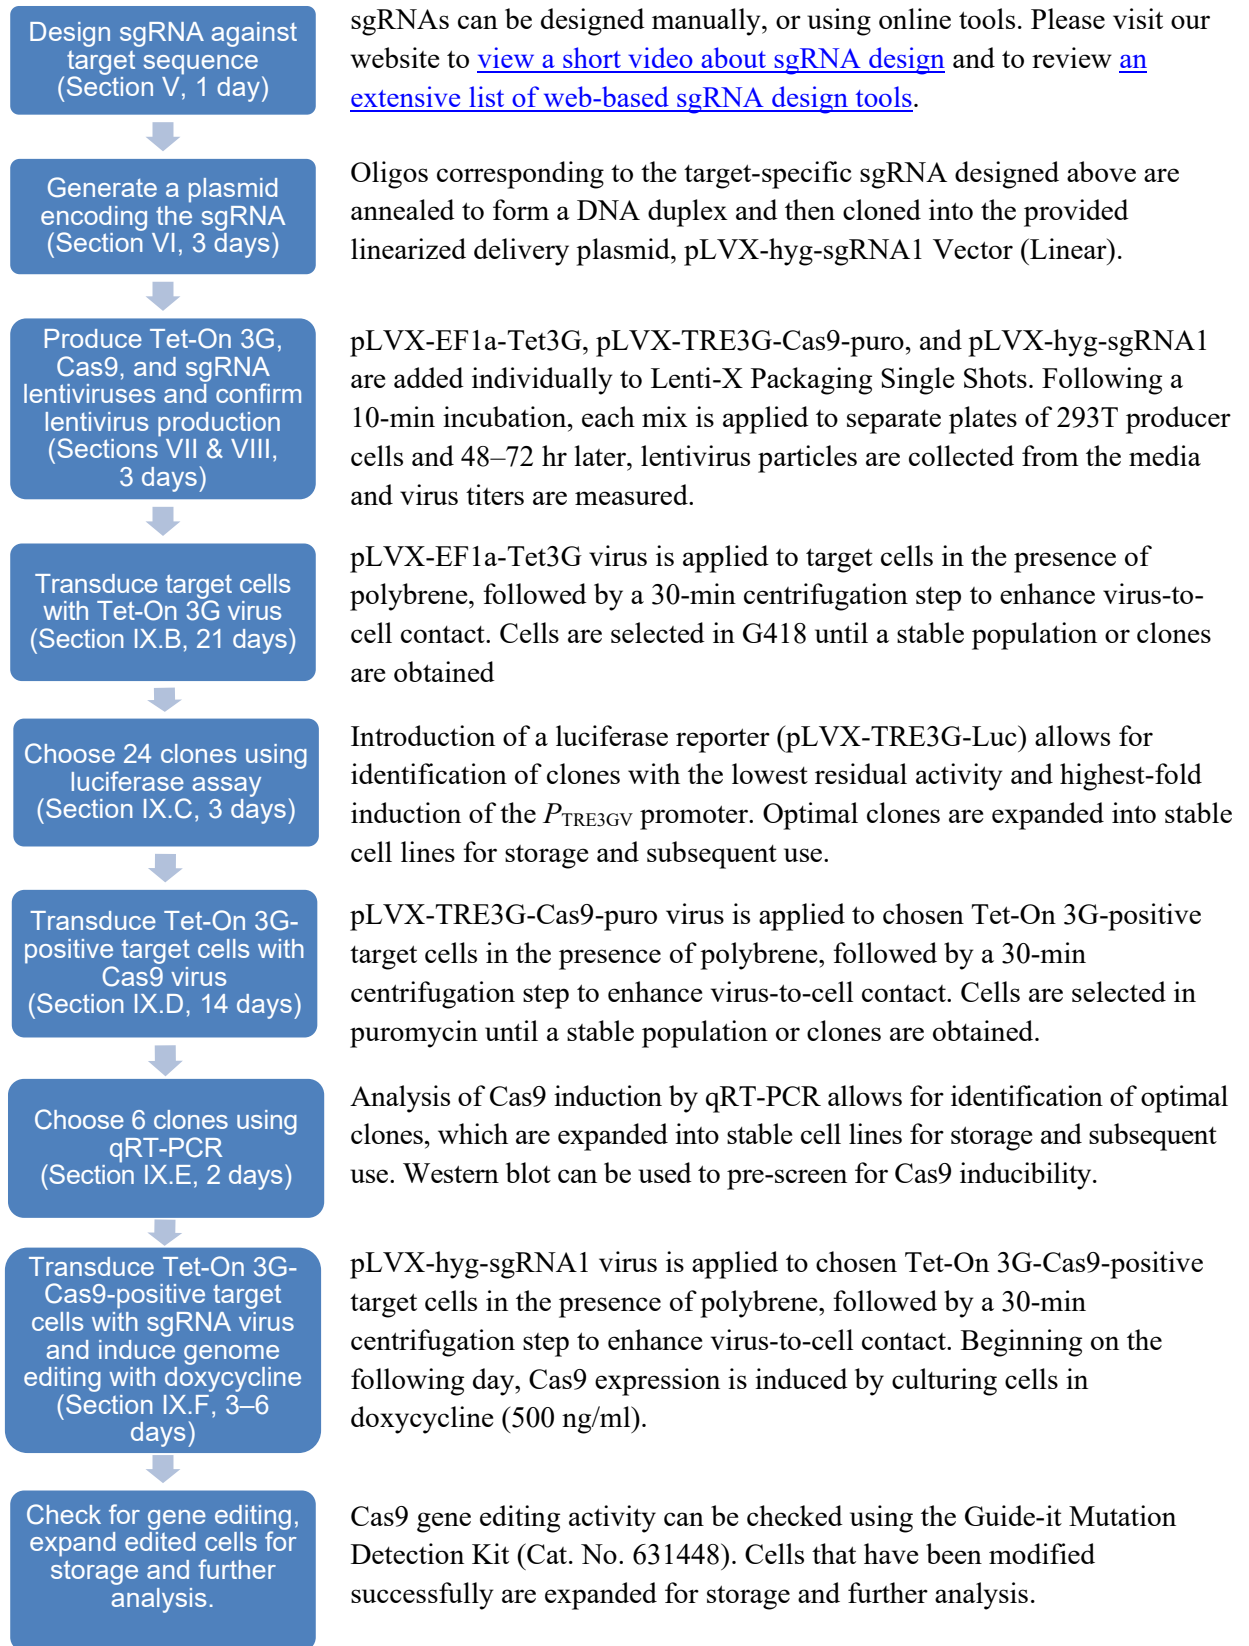 Design sgRNA against
target sequence
(Section V, 1 day)
sgRNAs can be designed manually, or using online tools. Please visit our
website to view a short video about sgRNA design and to review an
extensive list of web-based sgRNA design tools.
Generate a plasmid
encoding the sgRNA
(Section VI, 3 days)
Oligos corresponding to the target-specific sgRNA designed above are
annealed to form a DNA duplex and then cloned into the provided
linearized delivery plasmid, pLVX-hyg-sgRNA1 Vector (Linear).
Produce Tet-On 3G,
Cas9, and sgRNA
lentiviruses and confirm
lentivirus production
(Sections VII & VIII,
3 days)
pLVX-EF1a-Tet3G, pLVX-TRE3G-Cas9-puro, and pLVX-hyg-sgRNA1
are added individually to Lenti-X Packaging Single Shots. Following a
10-min incubation, each mix is applied to separate plates of 293T producer
cells and 48–72 hr later, lentivirus particles are collected from the media
and virus titers are measured.
Transduce target cells
with Tet-On 3G virus
(Section IX.B, 21 days)
pLVX-EF1a-Tet3G virus is applied to target cells in the presence of
polybrene, followed by a 30-min centrifugation step to enhance virus-to-
cell contact. Cells are selected in G418 until a stable population or clones
are obtained
Choose 24 clones using
luciferase assay
(Section IX.C, 3 days)
Introduction of a luciferase reporter (pLVX-TRE3G-Luc) allows for
identification of clones with the lowest residual activity and highest-fold
induction of the PTRE3GV promoter. Optimal clones are expanded into stable
cell lines for storage and subsequent use.
Transduce Tet-On 3G-
positive target cells with
Cas9 virus
(Section IX.D, 14 days)
pLVX-TRE3G-Cas9-puro virus is applied to chosen Tet-On 3G-positive
target cells in the presence of polybrene, followed by a 30-min
centrifugation step to enhance virus-to-cell contact. Cells are selected in
puromycin until a stable population or clones are obtained.
Choose 6 clones using
qRT-PCR
(Section IX.E, 2 days)
Analysis of Cas9 induction by qRT-PCR allows for identification of optimal
clones, which are expanded into stable cell lines for storage and subsequent
use. Western blot can be used to pre-screen for Cas9 inducibility.
Transduce Tet-On 3G-
Cas9-positive target
cells with sgRNA virus
and induce genome
editing with doxycycline
(Section IX.F, 3–6
days)
pLVX-hyg-sgRNA1 virus is applied to chosen Tet-On 3G-Cas9-positive
target cells in the presence of polybrene, followed by a 30-min
centrifugation step to enhance virus-to-cell contact. Beginning on the
following day, Cas9 expression is induced by culturing cells in
doxycycline (500 ng/ml).
Check for gene editing,
expand edited cells for
storage and further
analysis.
Cas9 gene editing activity can be checked using the Guide-it Mutation
Detection Kit (Cat. No. 631448). Cells that have been modified
successfully are expanded for storage and further analysis.